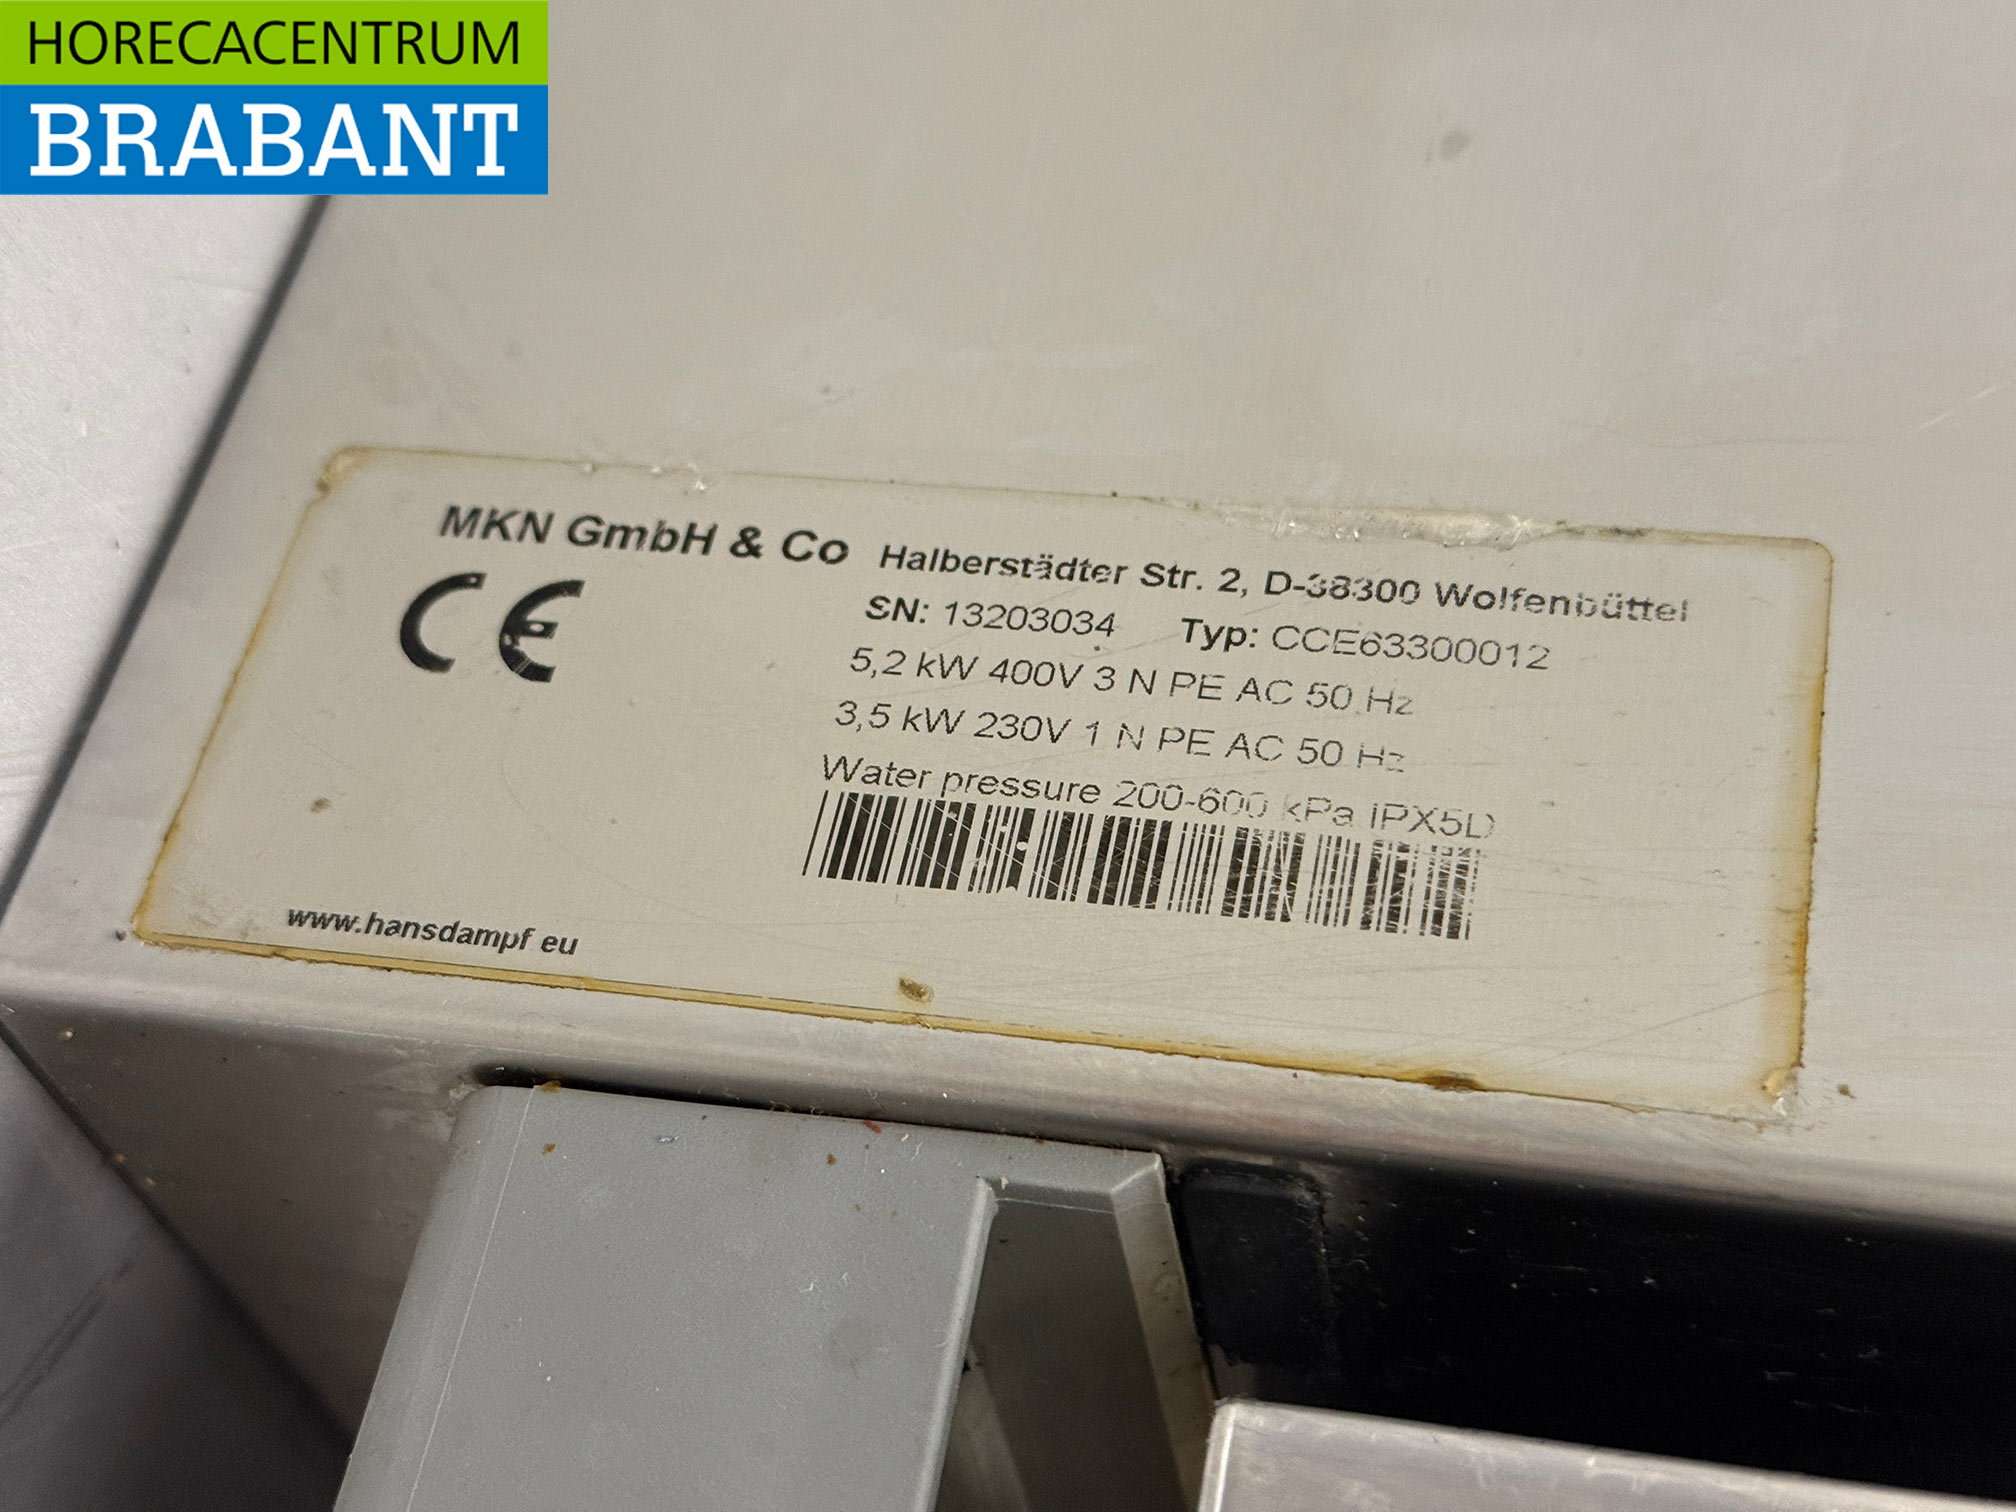 HORECACENTRUM
BRABANT
MKN GmbH & Co Halberstädter Str. 2, D-38300 Wolfenbüttel
CE
SN: 13203034 Typ: CCE63300012
5,2 kW 400V 3 N PE AC 50 Hz
3,5 kW 230V 1 N PE AC 50 Hz
Water pressure 200-600 kPa IPX5D
www.hansdampf eu